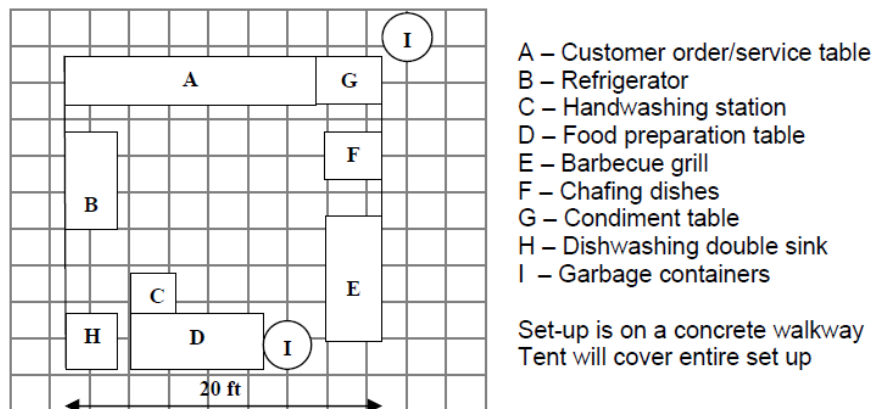 I
A
G
F
B
E
C
H
D
I
20 ft
A – Customer order/service table
B – Refrigerator
C – Handwashing station
D – Food preparation table
E – Barbecue grill
F – Chafing dishes
G – Condiment table
H – Dishwashing double sink
I – Garbage containers
Set-up is on a concrete walkway
Tent will cover entire set up